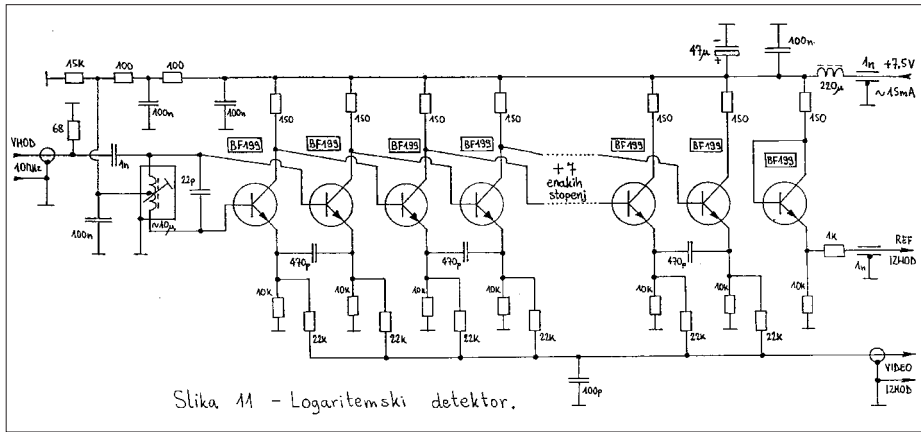 47µ
-
+
100n
15K
100
100
1n
+7.5V
220µ
~15mA
100n
100n
150
150
150
150
150
150
150
68
BF199
BF199
BF199
BF199
BF199
BF199
BF199
VHOD
10MHz
1n
22p
+7
enakih
stopenj
~10µ
100n
470p
470p
470p
1k
REF
IZHOD
1n
10k
10k
10k
10k
10k
10k
10k
22k
22k
22k
22k
22k
22k
VIDEO
IZHOD
100p
Slika 11 - Logaritemski detektor.